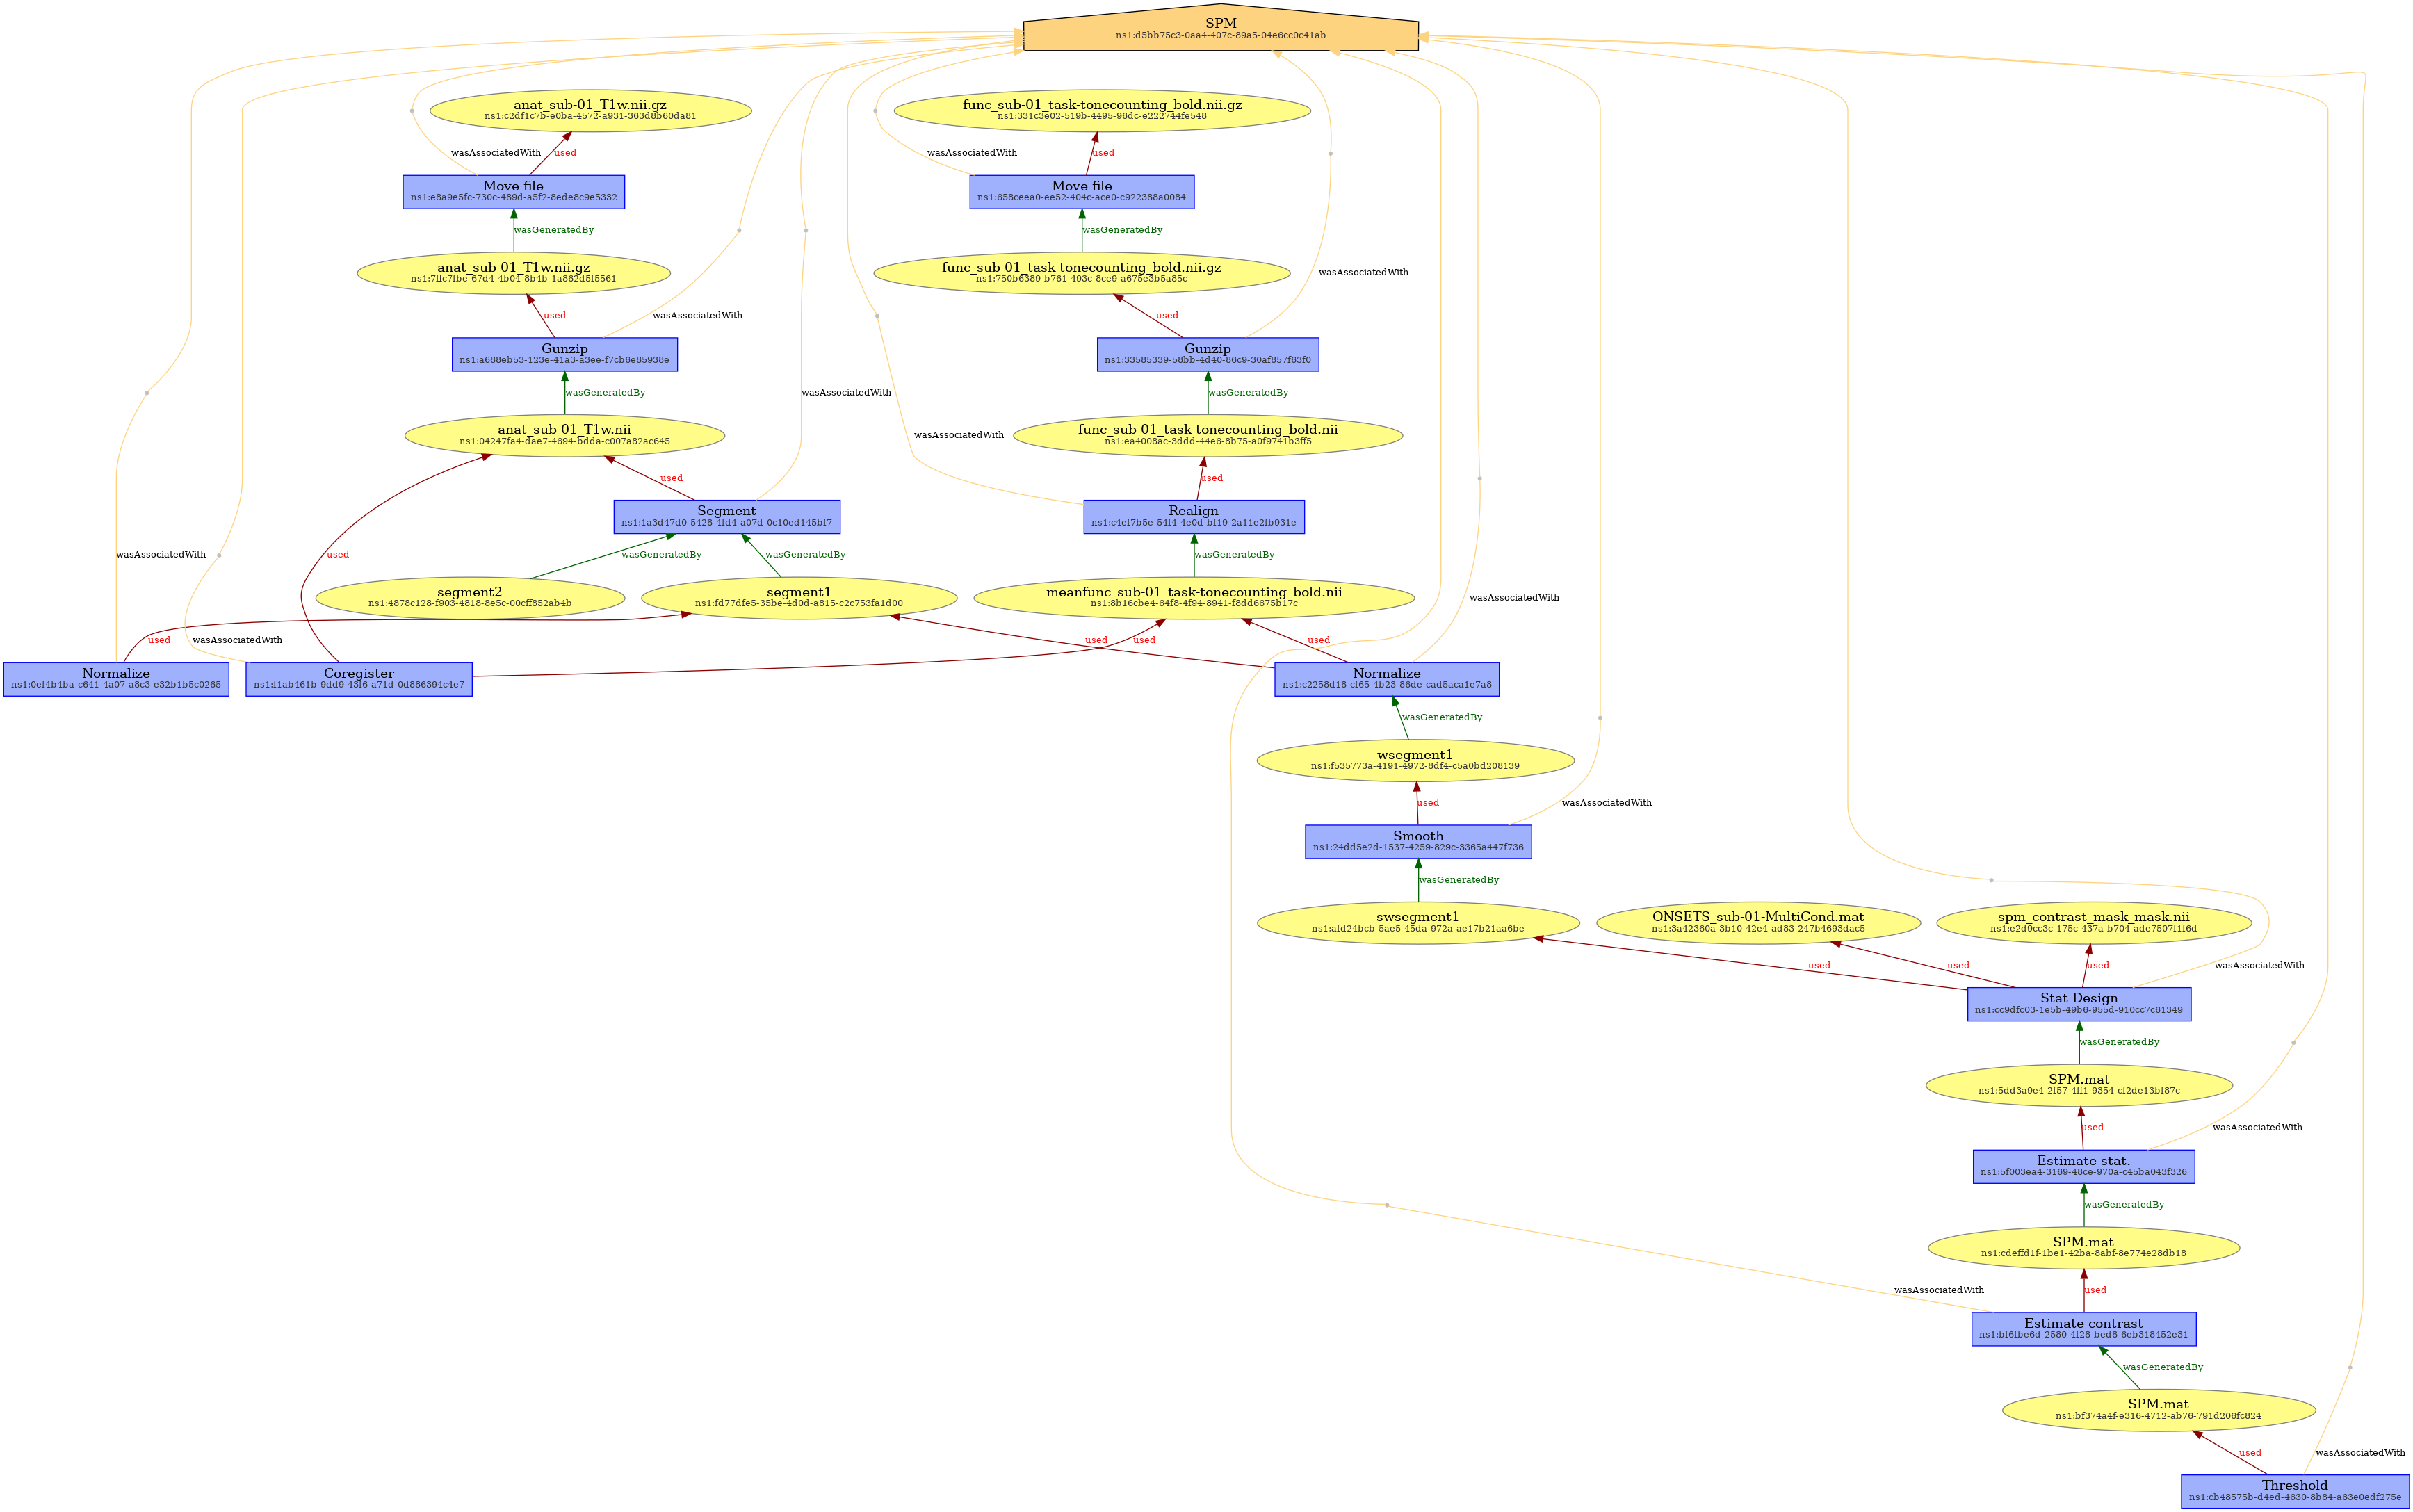 SPM
ns1:d5bb75c3-0aa4-407c-89a5-04e6cc0c41ab
anat_sub-01_T1w.nii.gz
ns1:c2df1c7b-e0ba-4572-a931-363d8b60da81
func_sub-01_task-tonecounting_bold.nii.gz
ns1:331c3e02-519b-4495-96dc-e222744fe548
wasAssociatedWith
used
wasAssociatedWith
used
Move file
ns1:e8a9e5fc-730c-489d-a5f2-8ede8c9e5332
Move file
ns1:658ceea0-ee52-404c-ace0-c922388a0084
wasGeneratedBy
wasGeneratedBy
anat_sub-01_T1w.nii.gz
ns1:7ffc7fbe-67d4-4b04-8b4b-1a862d5f5561
func_sub-01_task-tonecounting_bold.nii.gz
ns1:750b6389-b761-493c-8ce9-a675e3b5a85c
wasAssociatedWith
used
wasAssociatedWith
used
Gunzip
ns1:a688eb53-123e-41a3-a3ee-f7cb6e85938e
Gunzip
ns1:33585339-58bb-4d40-86c9-30af857f63f0
wasGeneratedBy
wasAssociatedWith
wasGeneratedBy
anat_sub-01_T1w.nii
ns1:04247fa4-dae7-4694-bdda-c007a82ac645
wasAssociatedWith
func_sub-01_task-tonecounting_bold.nii
ns1:ea4008ac-3ddd-44e6-8b75-a0f9741b3ff5
used
used
Segment
ns1:1a3d47d0-5428-4fd4-a07d-0c10ed145bf7
Realign
ns1:c4ef7b5e-54f4-4e0d-bf19-2a11e2fb931e
wasAssociatedWith
used
wasGeneratedBy
wasGeneratedBy
wasGeneratedBy
segment2
ns1:4878c128-f903-4818-8e5c-00cff852ab4b
segment1
ns1:fd77dfe5-35be-4d0d-a815-c2c753fa1d00
meanfunc_sub-01_task-tonecounting_bold.nii
ns1:8b16cbe4-64f8-4f94-8941-f8dd6675b17c
wasAssociatedWith
used
wasAssociatedWith
used
used
used
Normalize
ns1:0ef4b4ba-c641-4a07-a8c3-e32b1b5c0265
Coregister
ns1:f1ab461b-9dd9-43f6-a71d-0d886394c4e7
Normalize
ns1:c2258d18-cf65-4b23-86de-cad5aca1e7a8
wasGeneratedBy
wsegment1
ns1:f535773a-4191-4972-8df4-c5a0bd208139
used
wasAssociatedWith
Smooth
ns1:24dd5e2d-1537-4259-829c-3365a447f736
wasGeneratedBy
swsegment1
ns1:afd24bcb-5ae5-45da-972a-ae17b21aa6be
ONSETS_sub-01-MultiCond.mat
ns1:3a42360a-3b10-42e4-ad83-247b4693dac5
spm_contrast_mask_mask.nii
ns1:e2d9cc3c-175c-437a-b704-ade7507f1f6d
used
used
used
wasAssociatedWith
Stat Design
ns1:cc9dfc03-1e5b-49b6-955d-910cc7c61349
wasGeneratedBy
SPM.mat
ns1:5dd3a9e4-2f57-4ff1-9354-cf2de13bf87c
used
wasAssociatedWith
Estimate stat.
ns1:5f003ea4-3169-48ce-970a-c45ba043f326
wasGeneratedBy
SPM.mat
ns1:cdeffd1f-1be1-42ba-8abf-8e774e28db18
wasAssociatedWith
used
Estimate contrast
ns1:bf6fbe6d-2580-4f28-bed8-6eb318452e31
wasGeneratedBy
SPM.mat
ns1:bf374a4f-e316-4712-ab76-791d206fc824
used
wasAssociatedWith
Threshold
ns1:cb48575b-d4ed-4630-8b84-a63e0edf275e